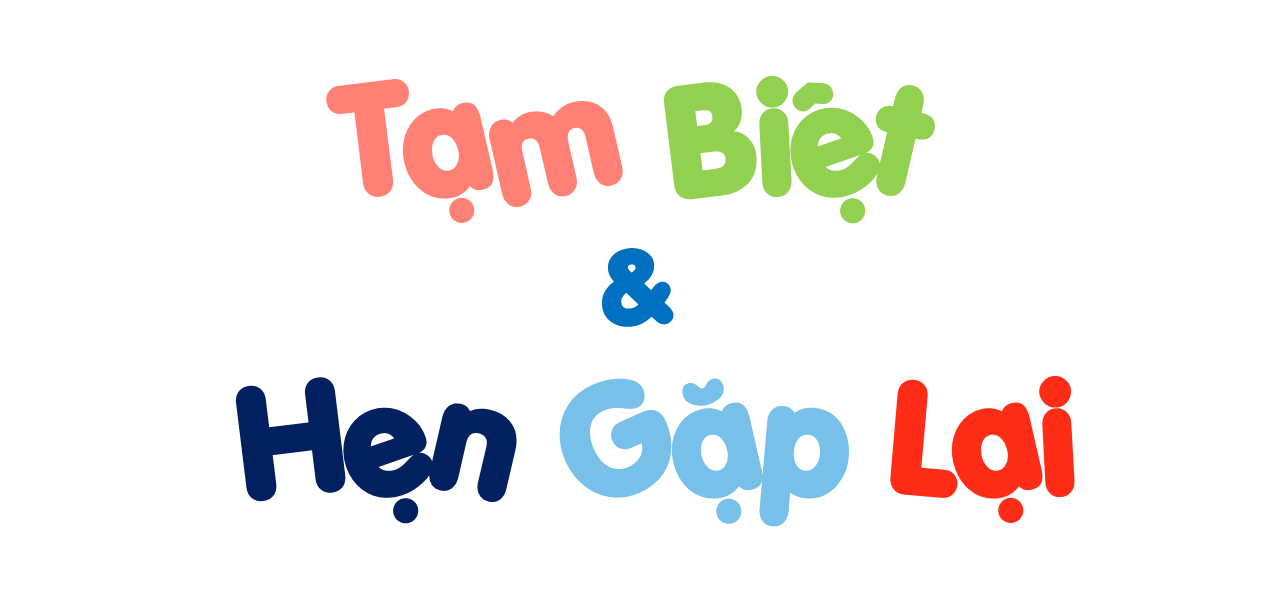 Tạm Biệt
&
Hẹn Gặp Lại